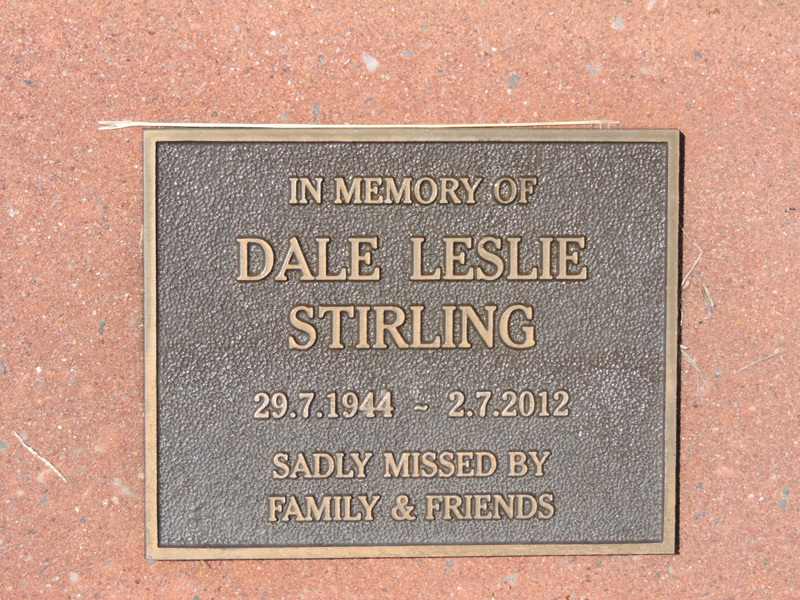 IN MEMORY OF
DALE LESLIE
STIRLING
29.7.1944 ~ 2.7.2012
SADLY MISSED BY
FAMILY & FRIENDS